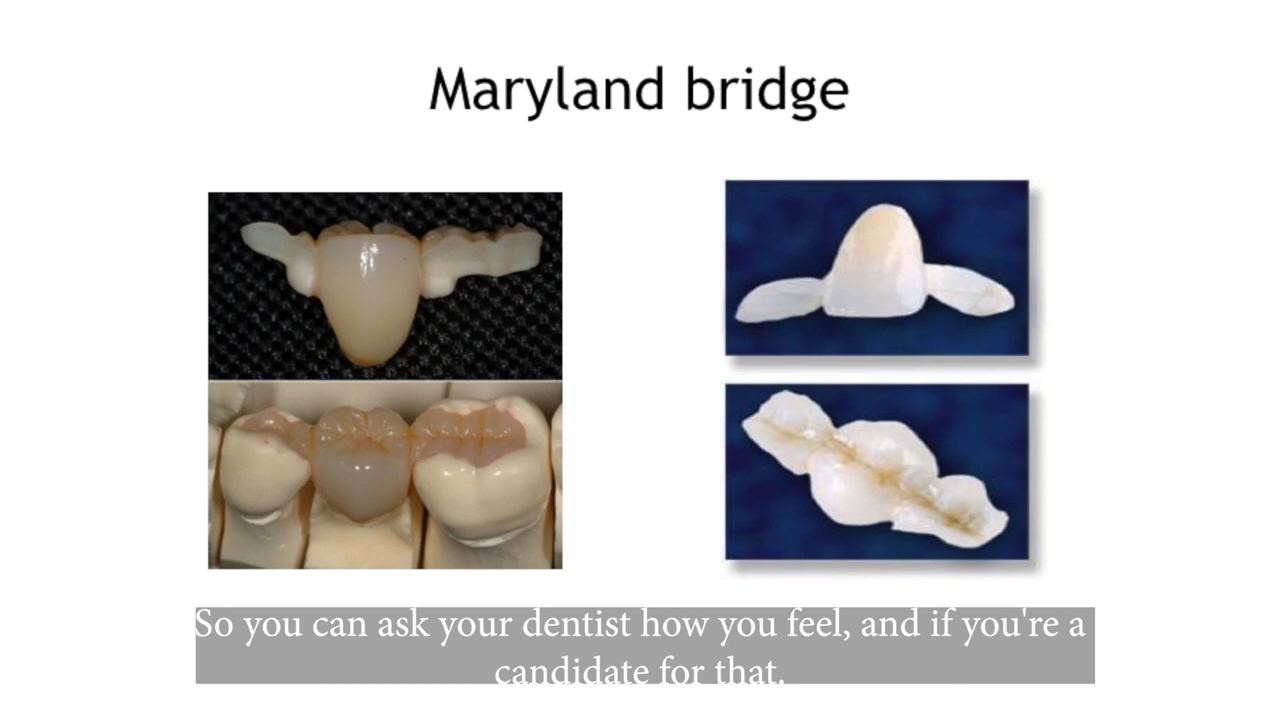 Maryland bridge
So you can ask your dentist how you feel, and if you're a
candidate for that.